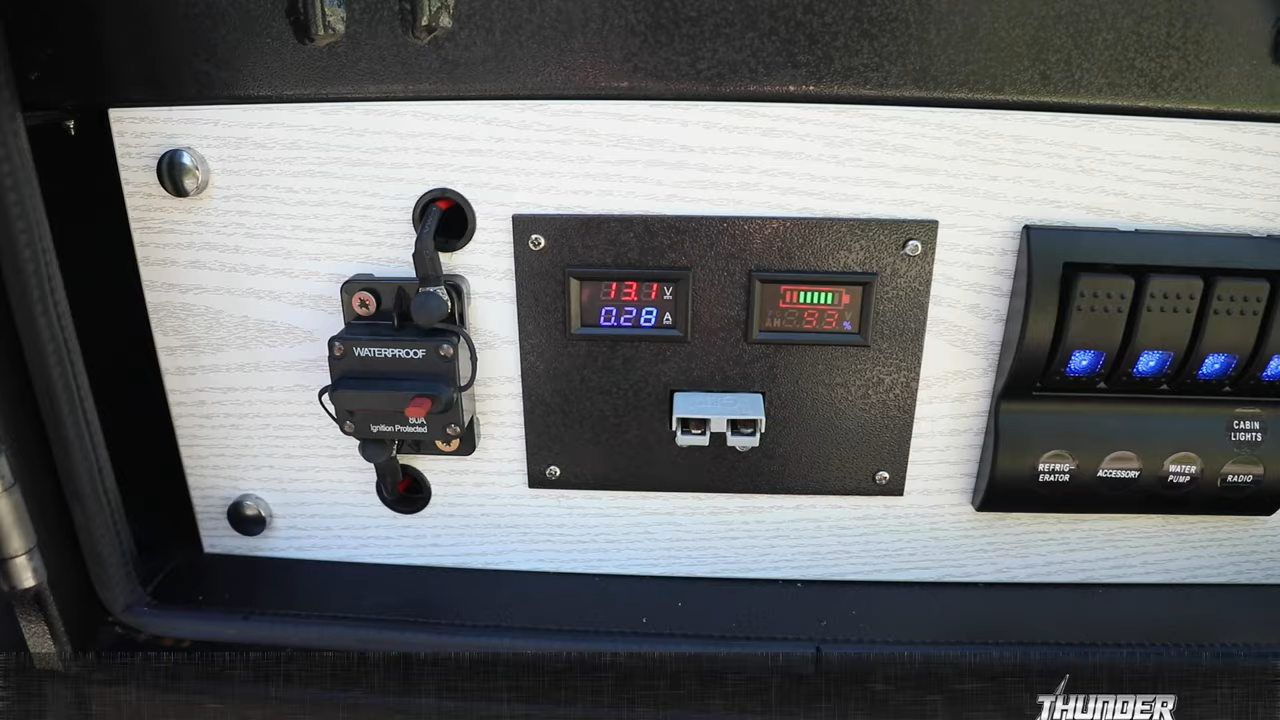 WATERPROOF
80A
Ignition Protected
13.1 V
0.28 A
93 %
CABIN
LIGHTS
REFRIG-
ERATOR
ACCESSORY
WATER
PUMP
RADIO
THUNDER